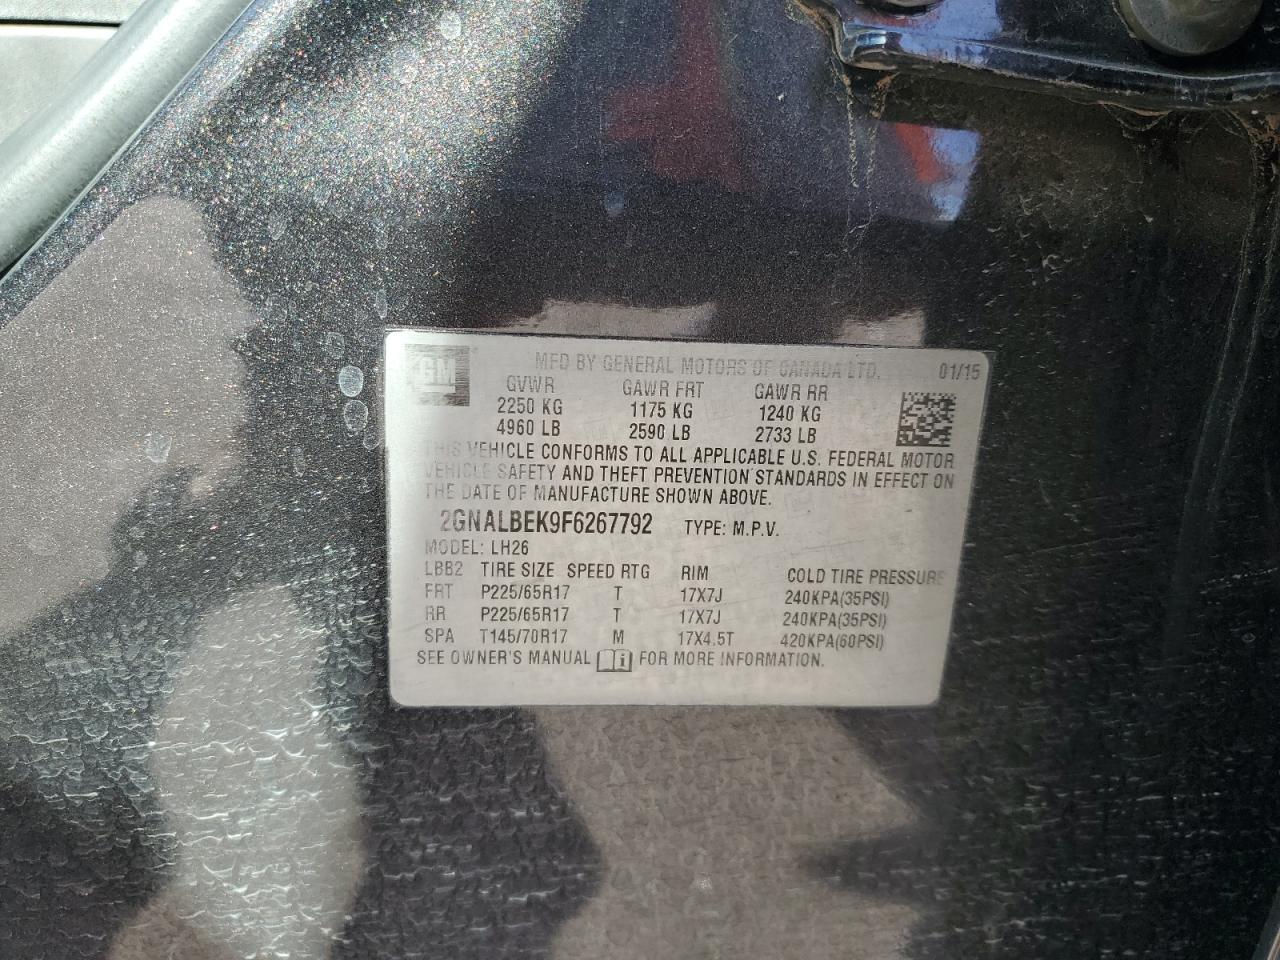 GM MFD BY GENERAL MOTORS OF CANADA LTD. 01/15
GVWR GAWR FRT GAWR RR
2250 KG 1175 KG 1240 KG
4960 LB 2590 LB 2733 LB
THIS VEHICLE CONFORMS TO ALL APPLICABLE U.S. FEDERAL MOTOR
VEHICLE SAFETY AND THEFT PREVENTION STANDARDS IN EFFECT ON
THE DATE OF MANUFACTURE SHOWN ABOVE.
2GNALBEK9F6267792 TYPE: M.P.V.
MODEL: LH26
LBB2 TIRE SIZE SPEED RTG RIM COLD TIRE PRESSURE
FRT P225/65R17 T 17X7J 240KPA(35PSI)
RR P225/65R17 T 17X7J 240KPA(35PSI)
SPA T145/70R17 M 17X4.5T 420KPA(60PSI)
SEE OWNER'S MANUAL FOR MORE INFORMATION.